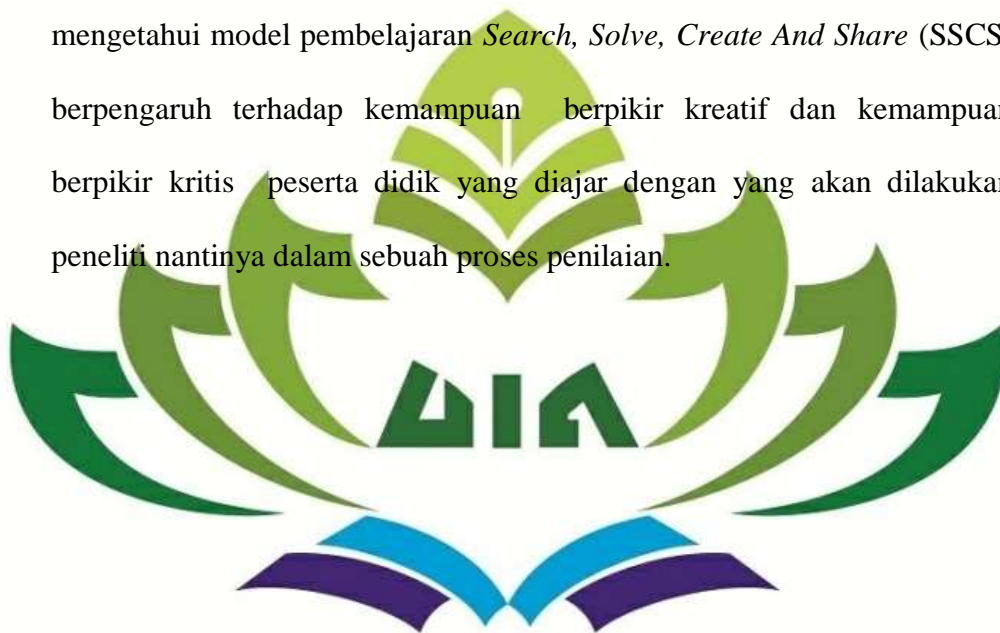 mengetahui model pembelajaran Search, Solve, Create And Share (SSCS
berpengaruh terhadap kemampuan berpikir kreatif dan kemampuan
berpikir kritis peserta didik yang diajar dengan yang akan dilakukan
peneliti nantinya dalam sebuah proses penilaian.
UIN